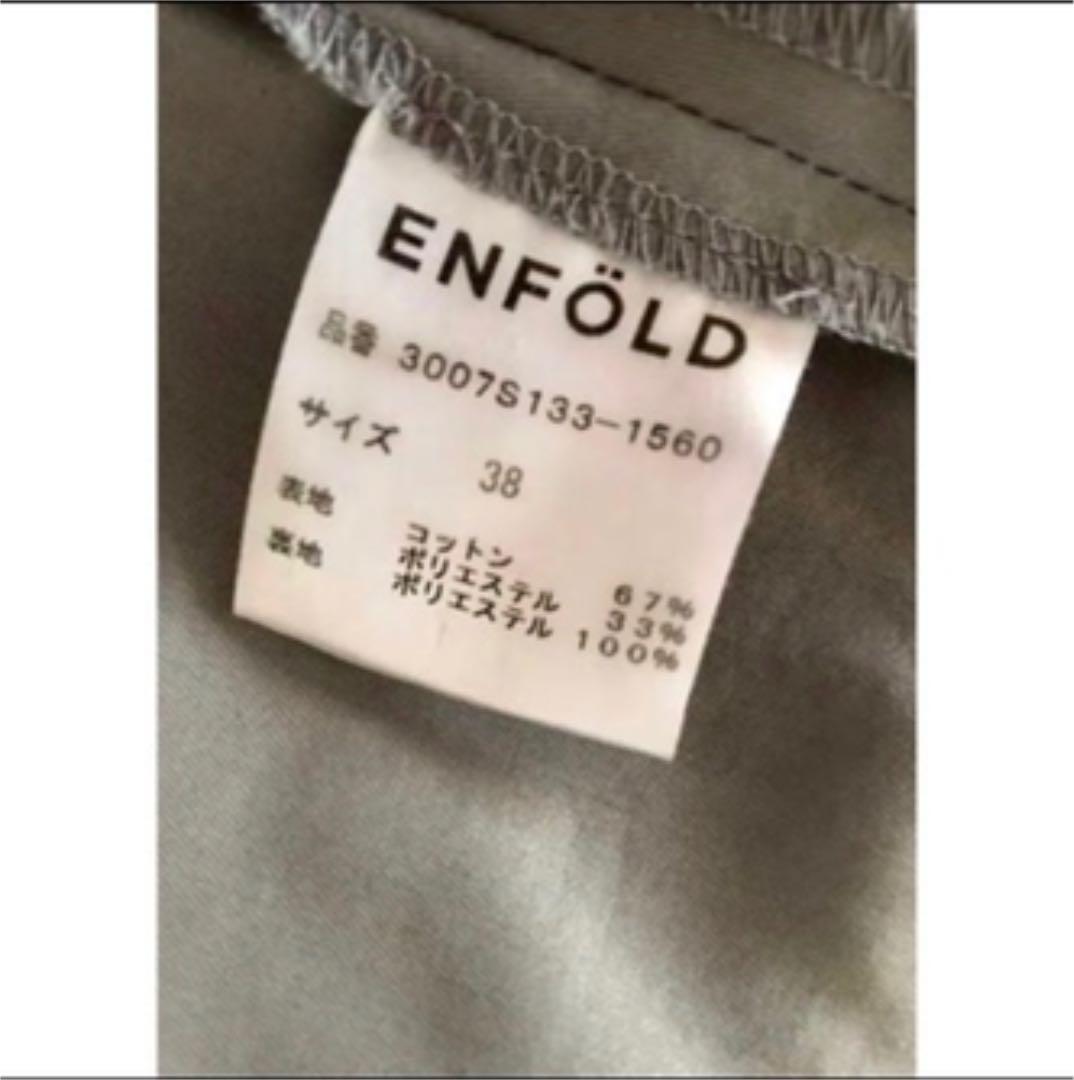 ENFÖLD
品番 3007S133-1560
サイズ 38
表地 コットン 67%
ポリエステル 33%
裏地 ポリエステル 100%